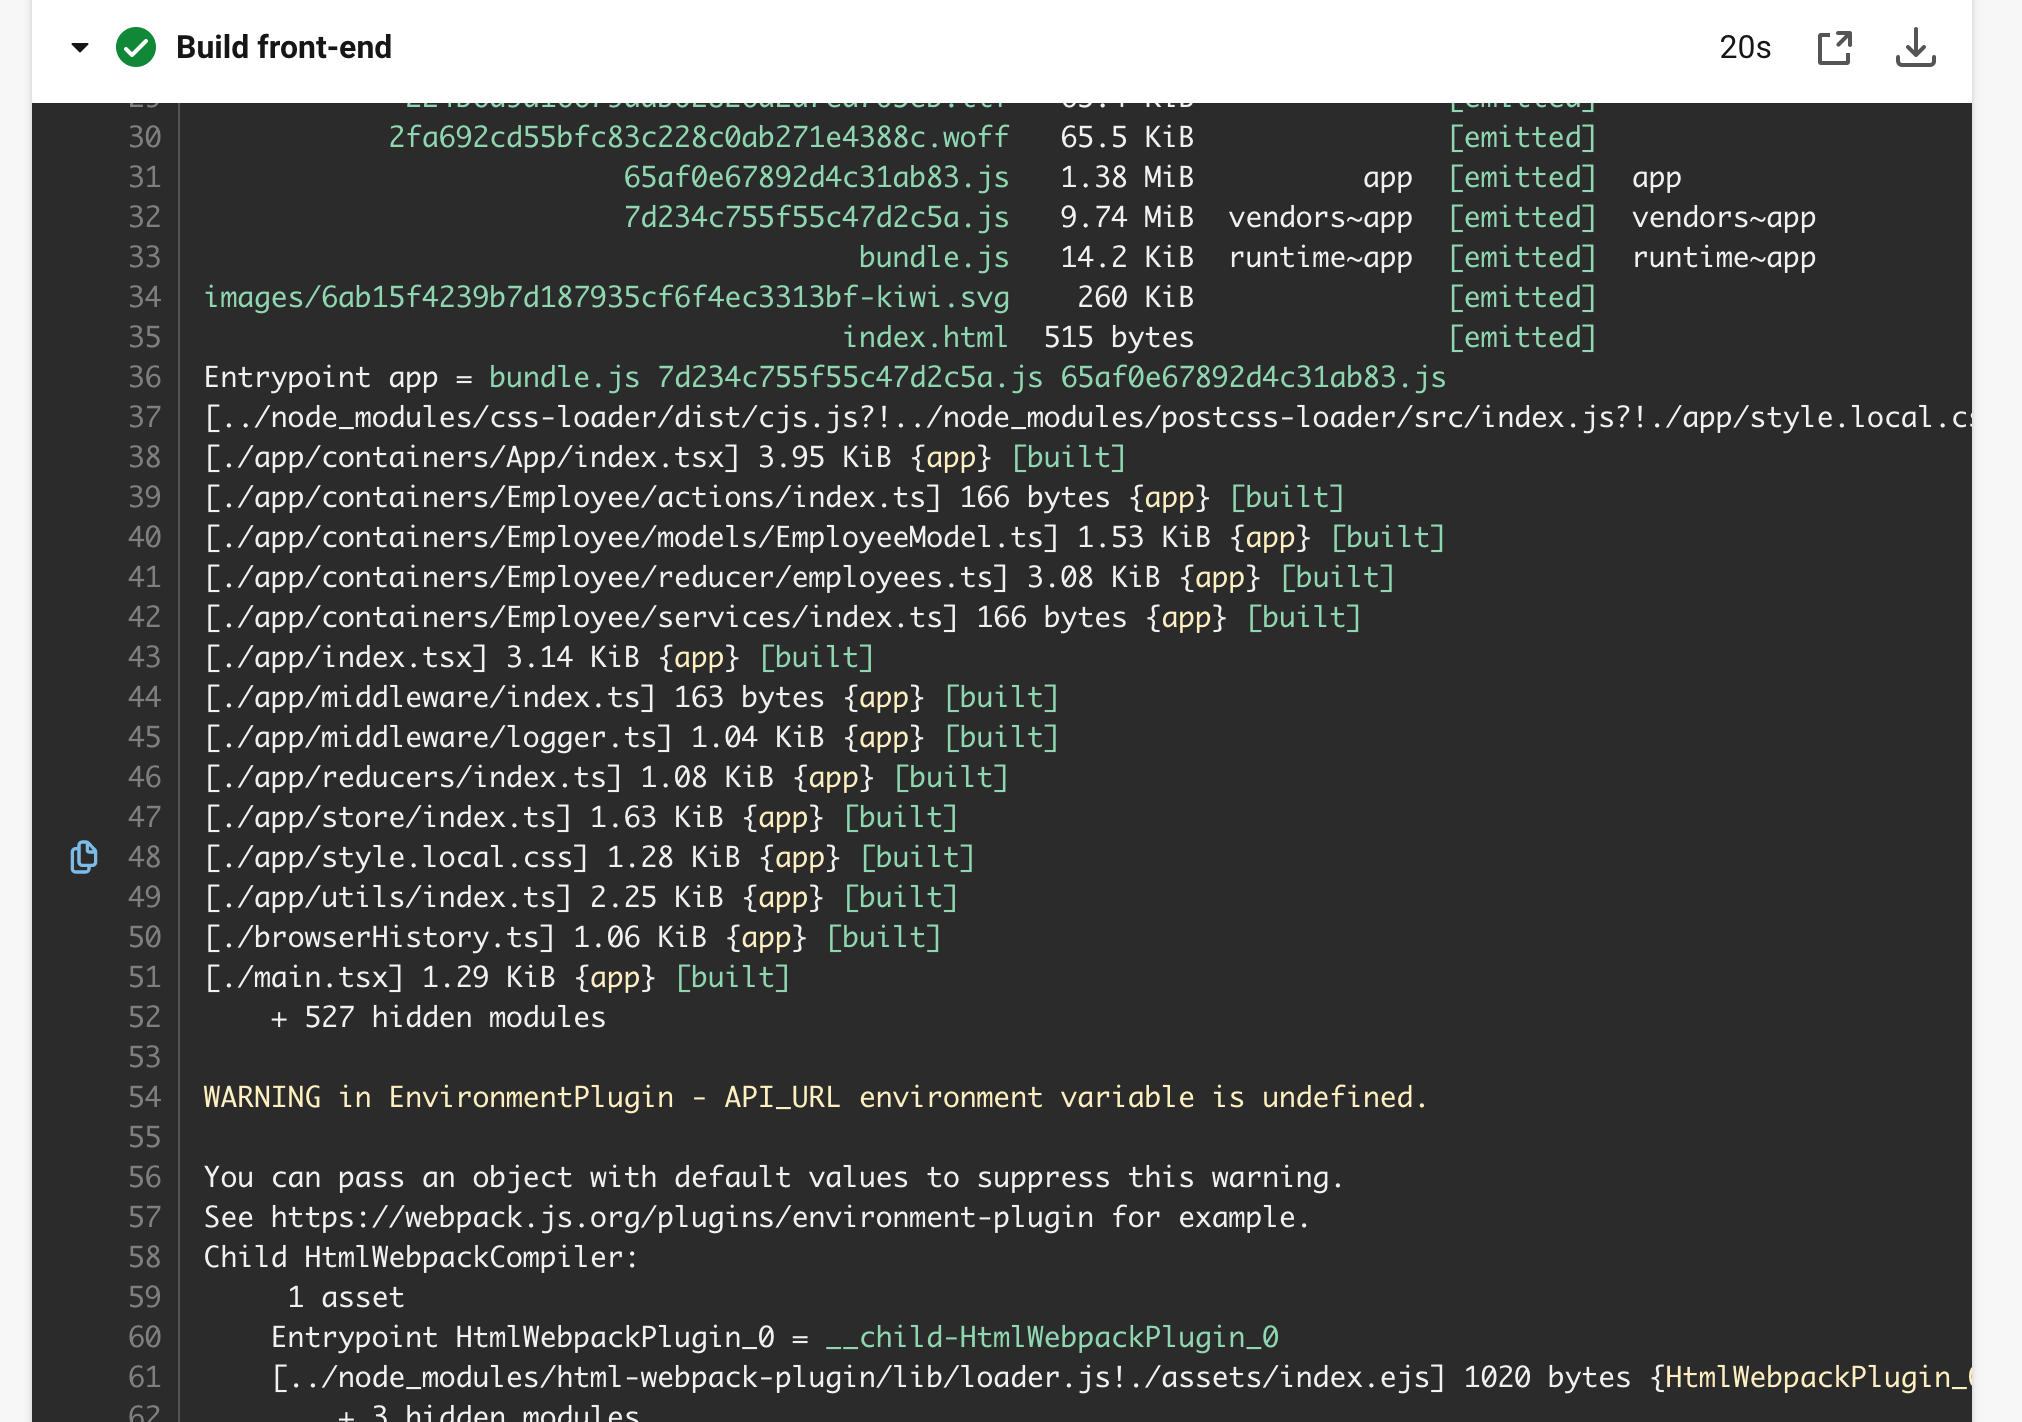 Build front-end 20s
30 2fa692cd55bfc83c228c0ab271e4388c.woff 65.5 KiB [emitted]
31 65af0e67892d4c31ab83.js 1.38 MiB app [emitted] app
32 7d234c755f55c47d2c5a.js 9.74 MiB vendors~app [emitted] vendors~app
33 bundle.js 14.2 KiB runtime~app [emitted] runtime~app
34 images/6ab15f4239b7d187935cf6f4ec3313bf-kiwi.svg 260 KiB [emitted]
35 index.html 515 bytes [emitted]
36 Entrypoint app = bundle.js 7d234c755f55c47d2c5a.js 65af0e67892d4c31ab83.js
37 [../node_modules/css-loader/dist/cjs.js?!../node_modules/postcss-loader/src/index.js?!./app/style.local.cs
38 [./app/containers/App/index.tsx] 3.95 KiB {app} [built]
39 [./app/containers/Employee/actions/index.ts] 166 bytes {app} [built]
40 [./app/containers/Employee/models/EmployeeModel.ts] 1.53 KiB {app} [built]
41 [./app/containers/Employee/reducer/employees.ts] 3.08 KiB {app} [built]
42 [./app/containers/Employee/services/index.ts] 166 bytes {app} [built]
43 [./app/index.tsx] 3.14 KiB {app} [built]
44 [./app/middleware/index.ts] 163 bytes {app} [built]
45 [./app/middleware/logger.ts] 1.04 KiB {app} [built]
46 [./app/reducers/index.ts] 1.08 KiB {app} [built]
47 [./app/store/index.ts] 1.63 KiB {app} [built]
48 [./app/style.local.css] 1.28 KiB {app} [built]
49 [./app/utils/index.ts] 2.25 KiB {app} [built]
50 [./browserHistory.ts] 1.06 KiB {app} [built]
51 [./main.tsx] 1.29 KiB {app} [built]
52 + 527 hidden modules
53
54 WARNING in EnvironmentPlugin - API_URL environment variable is undefined.
55
56 You can pass an object with default values to suppress this warning.
57 See https://webpack.js.org/plugins/environment-plugin for example.
58 Child HtmlWebpackCompiler:
59 1 asset
60 Entrypoint HtmlWebpackPlugin_0 = __child-HtmlWebpackPlugin_0
61 [../node_modules/html-webpack-plugin/lib/loader.js!./assets/index.ejs] 1020 bytes {HtmlWebpackPlugin_0
62 + 3 hidden modules